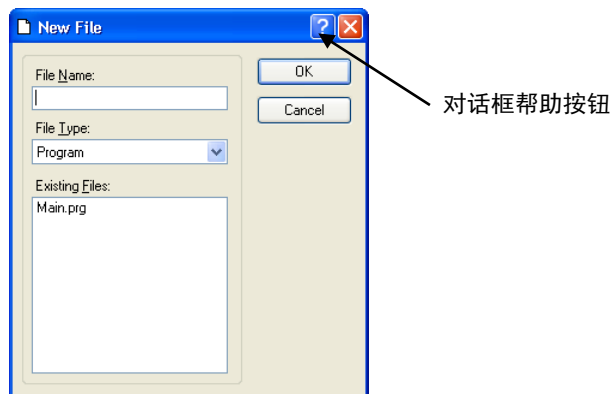 New File
File Name:
OK
Cancel
对话框帮助按钮
File Type:
Program
Existing Files:
Main.prg